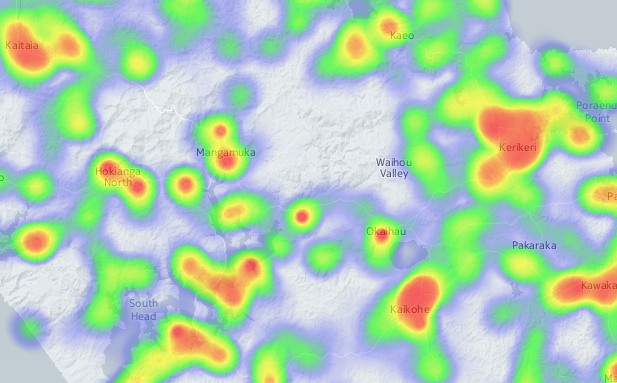 Kaeo
Kaitaia
Poraenui
Point
Kerikeri
Mangamuka
Waihou
Valley
Hokianga
North
Okaihau
Pakaraka
Kawaka
South
Head
Kaikohe